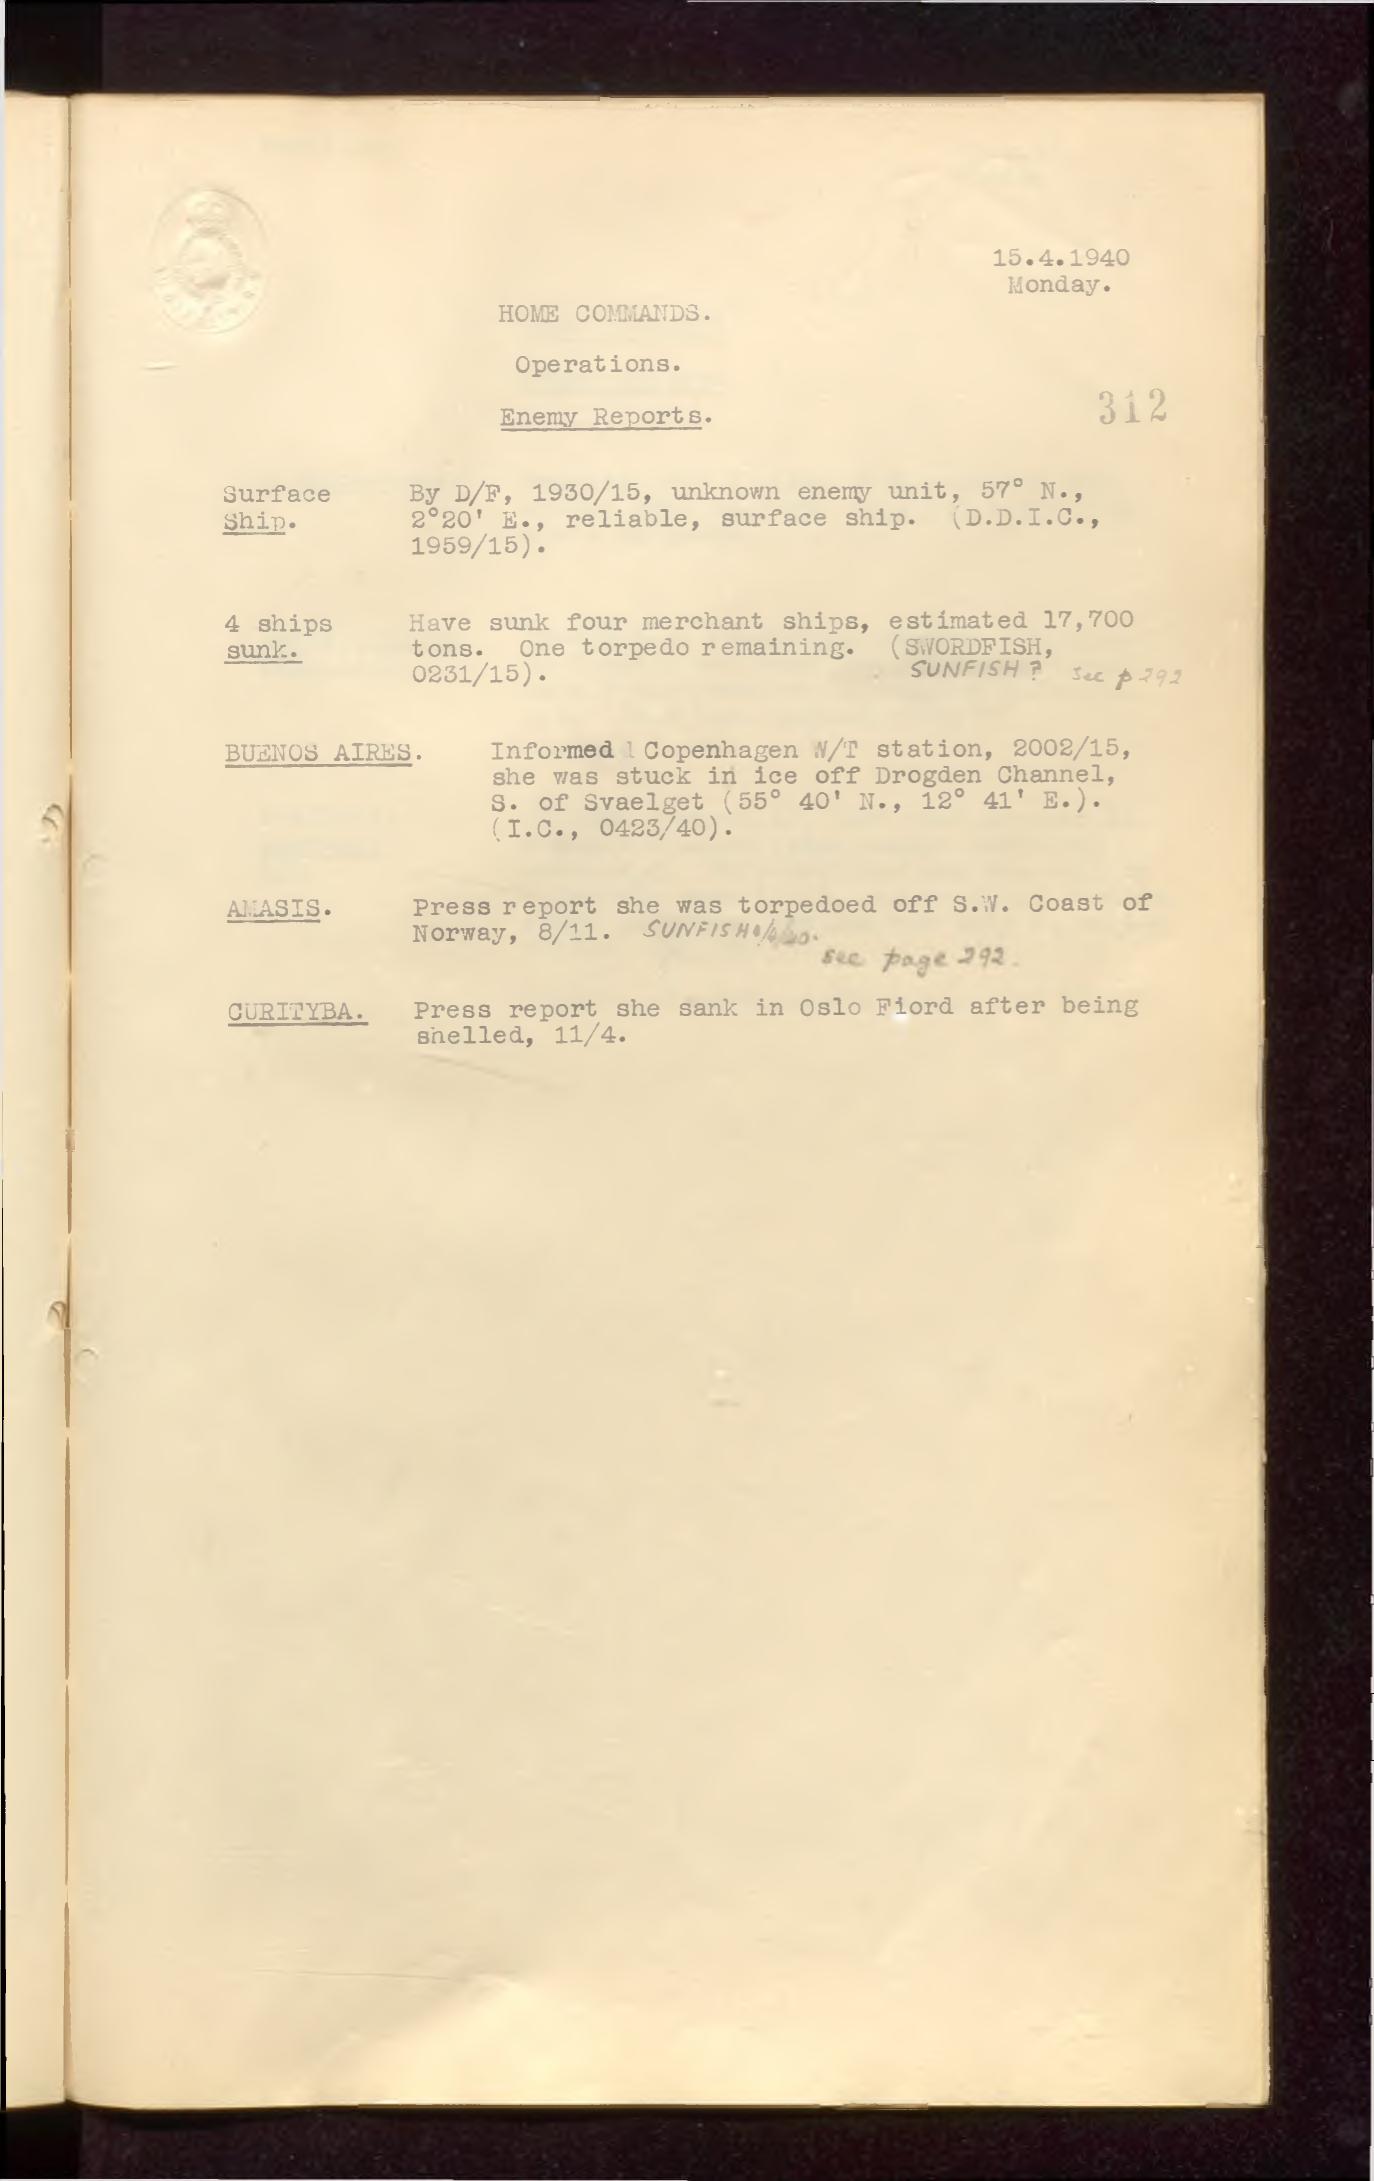 15.4.1940
Monday.
HOME COMMANDS.
Operations.
312
Enemy Reports.
Surface By D/F, 1930/15, unknown enemy unit, 57° N.,
Ship. 2°20' E., reliable, surface ship. (D.D.I.C.,
1959/15).
4 ships Have sunk four merchant ships, estimated 17,700
sunk. tons. One torpedo remaining. (SWORDFISH,
0231/15). SUNFISH? see p 292
BUENOS AIRES. Informed Copenhagen W/T station, 2002/15,
she was stuck in ice off Drogden Channel,
S. of Svaelget (55° 40' N., 12° 41' E.).
(I.C., 0423/40).
AMASIS. Press report she was torpedoed off S.W. Coast of
Norway, 8/11. SUNFISH
see page 292.
CURITYBA. Press report she sank in Oslo Fiord after being
shelled, 11/4.